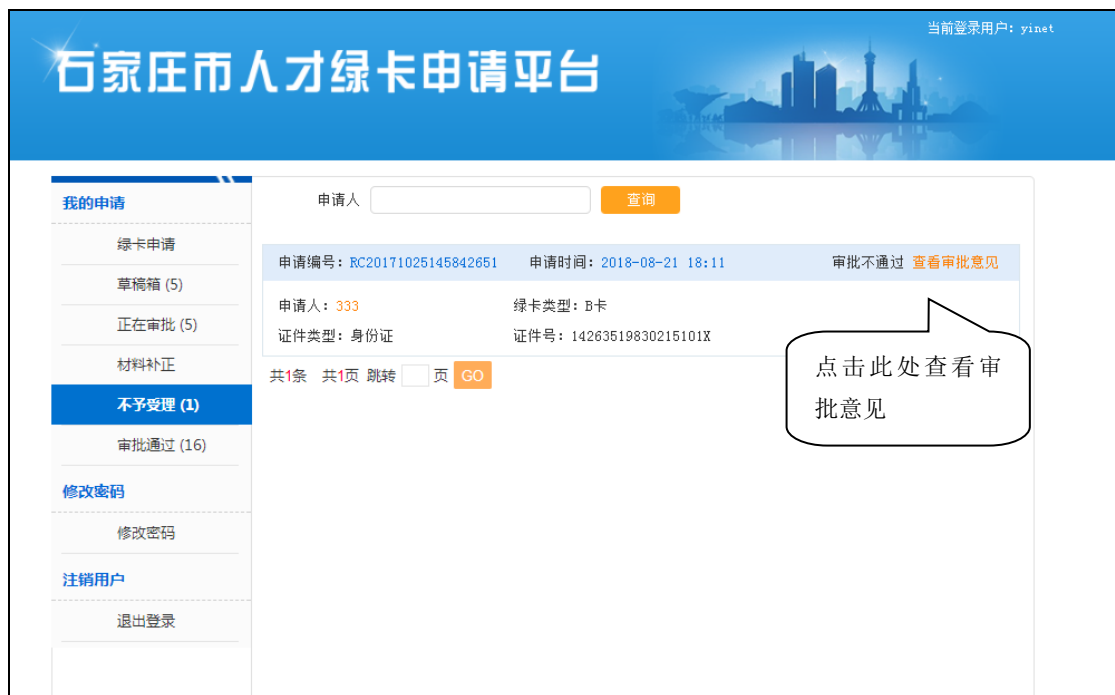 当前登录用户：yinet
石家庄市人才绿卡申请平台
我的申请
绿卡申请
草稿箱 (5)
正在审批 (5)
材料补正
不予受理 (1)
审批通过 (16)
修改密码
修改密码
注销用户
退出登录
申请人 查询
申请编号：RC20171025145842651 申请时间：2018-08-21 18:11 审批不通过 查看审批意见
申请人：333 绿卡类型：B卡
证件类型：身份证 证件号：14263519830215101X
共1条 共1页 跳转 页 GO
点击此处查看审
批意见